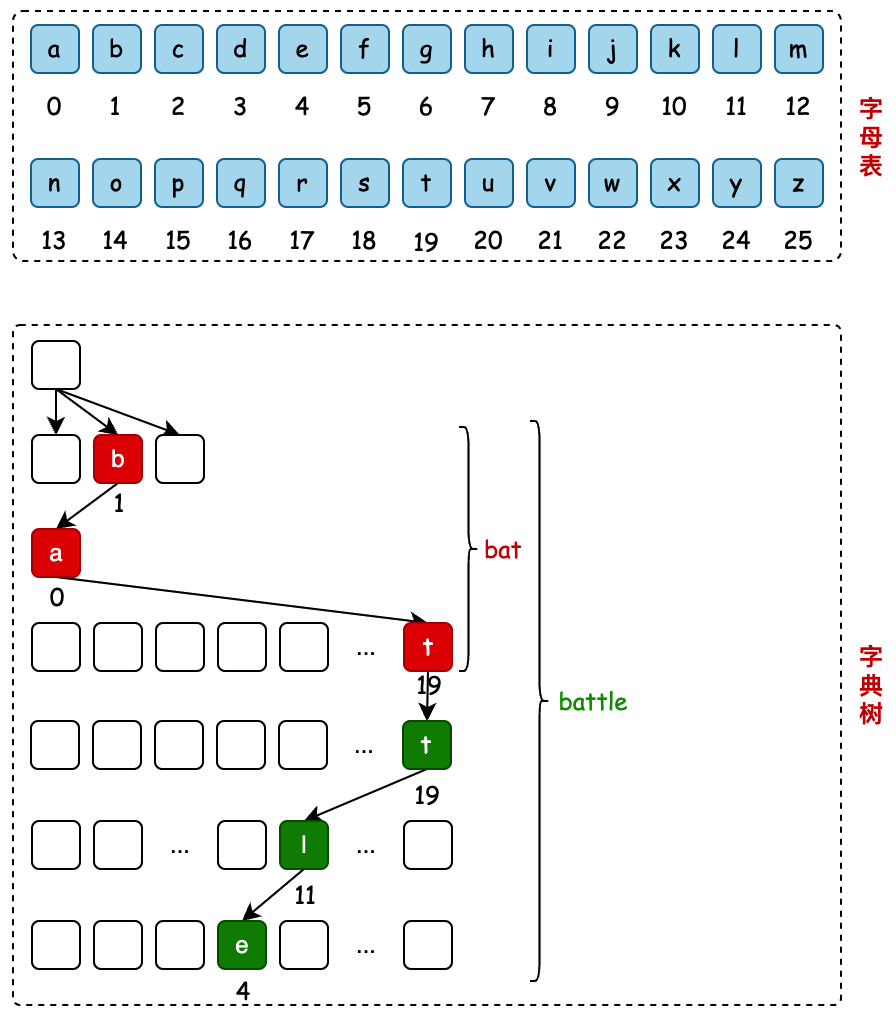 a b c d e f g h i j k l m
0 1 2 3 4 5 6 7 8 9 10 11 12
n o p q r s t u v w x y z
13 14 15 16 17 18 19 20 21 22 23 24 25
字母表
b
1
a
0
bat
... t
19
battle
... t
19
... l ...
11
e ...
4
字典树